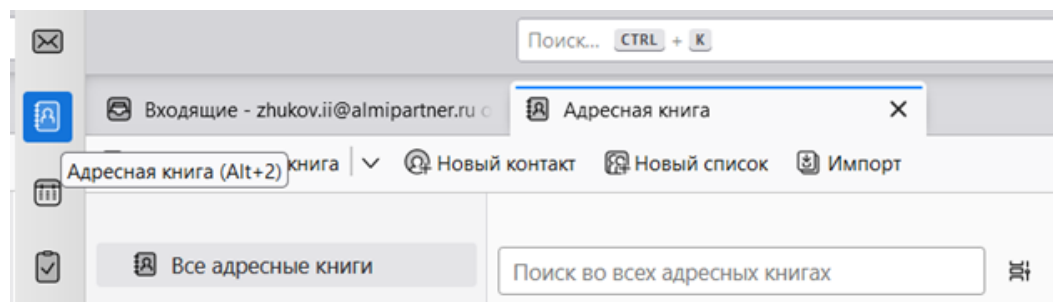 Поиск... CTRL + K
Входящие - zhukov.ii@almipartner.ru
Адресная книга
Адресная книга (Alt+2)
книга
Новый контакт
Новый список
Импорт
Все адресные книги
Поиск во всех адресных книгах